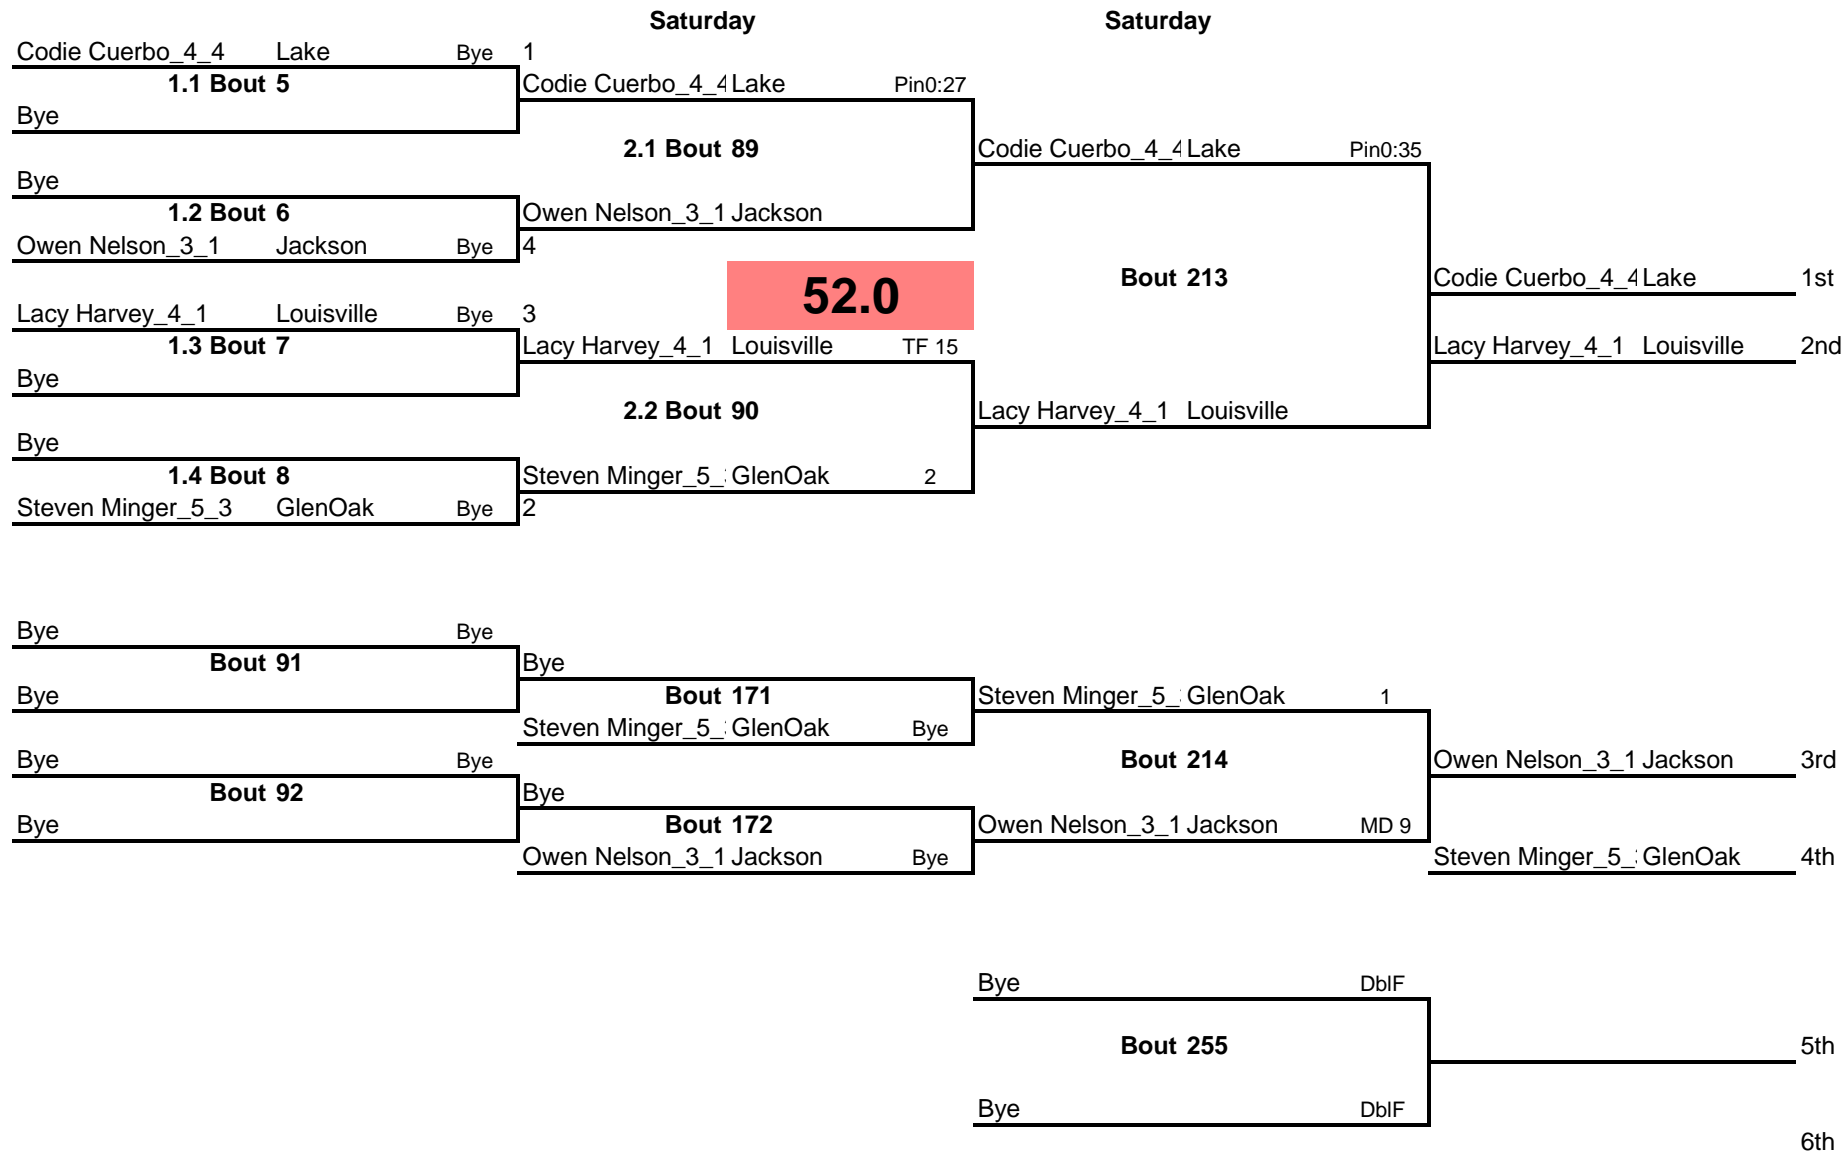 Saturday Saturday
Codie Cuerbo_4_4 Lake Bye 1
1.1 Bout 5 Codie Cuerbo_4_4 Lake Pin0:27
Bye
2.1 Bout 89 Codie Cuerbo_4_4 Lake Pin0:35
Bye
1.2 Bout 6 Owen Nelson_3_1 Jackson
Owen Nelson_3_1 Jackson Bye 4
52.0 Bout 213 Codie Cuerbo_4_4 Lake 1st
Lacy Harvey_4_1 Louisville Bye 3
1.3 Bout 7 Lacy Harvey_4_1 Louisville TF 15 Lacy Harvey_4_1 Louisville 2nd
Bye
2.2 Bout 90 Lacy Harvey_4_1 Louisville
Bye
1.4 Bout 8 Steven Minger_5_ GlenOak 2
Steven Minger_5_3 GlenOak Bye 2
Bye Bye
Bout 91 Bye
Bye Bout 171 Steven Minger_5_ GlenOak 1
Steven Minger_5_ GlenOak Bye
Bye Bye Bout 214 Owen Nelson_3_1 Jackson 3rd
Bout 92 Bye
Bye Bout 172 Owen Nelson_3_1 Jackson MD 9
Owen Nelson_3_1 Jackson Bye Steven Minger_5_ GlenOak 4th
Bye DblF
Bout 255 5th
Bye DblF
6th